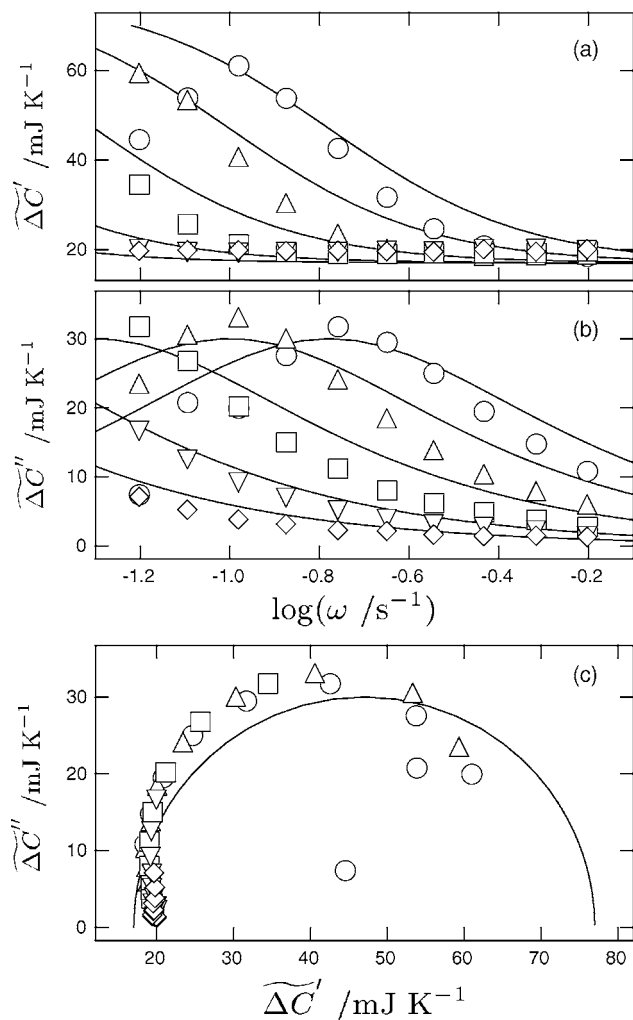 (a)
60
40
20
ΔC̃′ /mJ K⁻¹
(b)
30
20
10
0
ΔC̃″ /mJ K⁻¹
-1.2 -1.0 -0.8 -0.6 -0.4 -0.2
log(ω /s⁻¹)
(c)
40
30
20
10
0
ΔC̃″ /mJ K⁻¹
20 30 40 50 60 70 80
ΔC̃′ /mJ K⁻¹